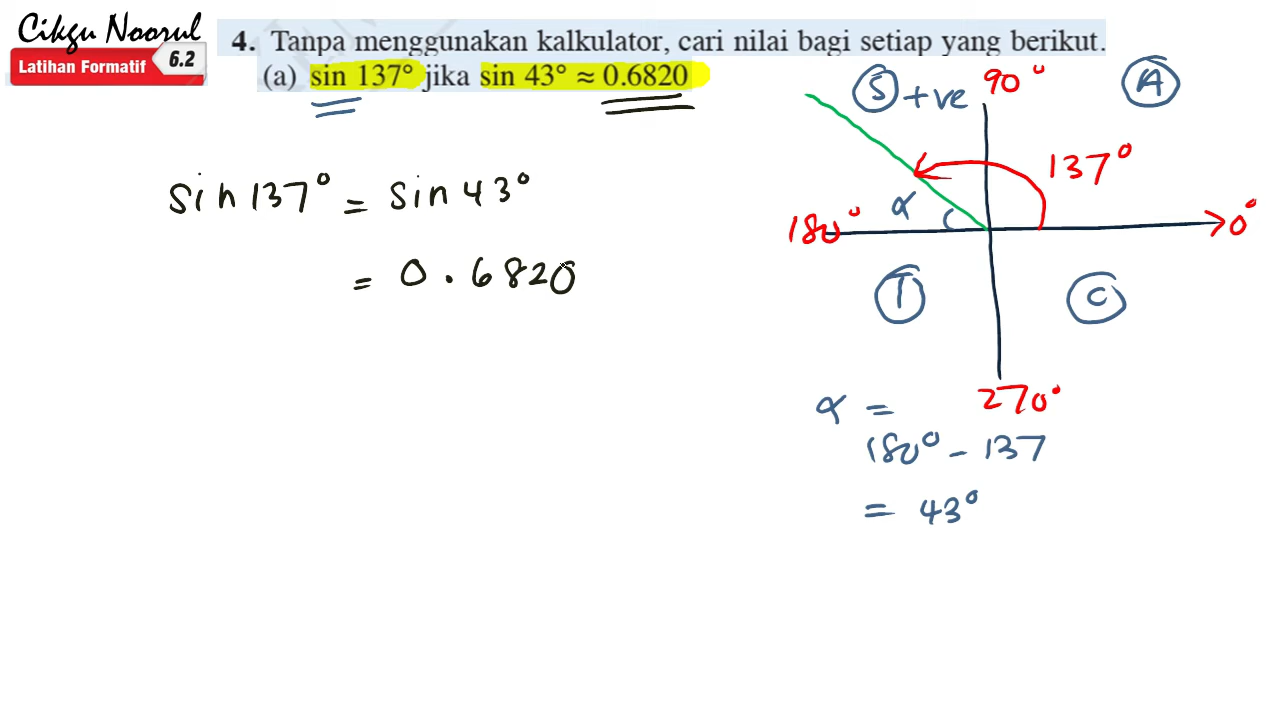 Cikgu Noorul
Latihan Formatif 6.2
4. Tanpa menggunakan kalkulator, cari nilai bagi setiap yang berikut.
(a) sin 137° jika sin 43° ≈ 0.6820
sin 137° = sin 43°
= 0.6820
S +ve
90°
A
137°
α
180°
0°
T
C
270°
α =
180° - 137
= 43°